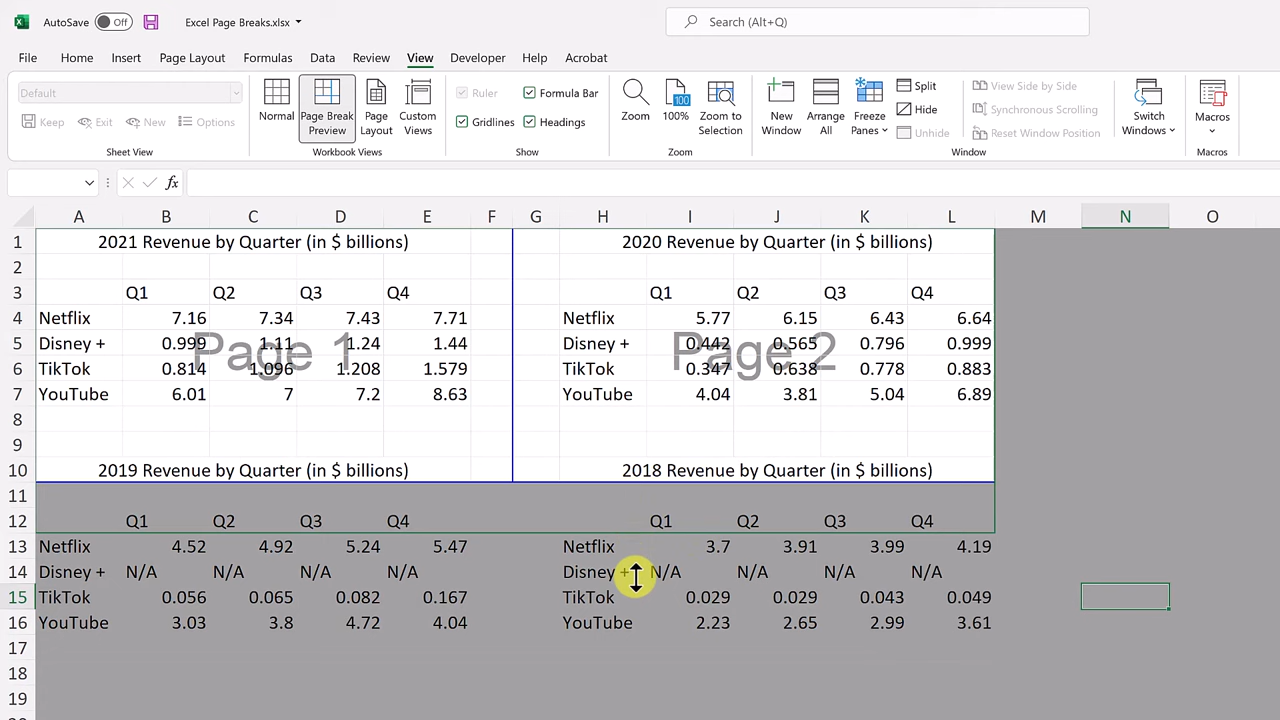 AutoSave Off Excel Page Breaks.xlsx Search (Alt+Q)
File Home Insert Page Layout Formulas Data Review View Developer Help Acrobat
Default
Keep Exit New Options
Sheet View
Normal
Page Break Preview
Page Layout
Custom Views
Workbook Views
Ruler Formula Bar
Gridlines Headings
Show
Zoom
100
100%
Zoom to Selection
Zoom
New Window
Arrange All
Freeze Panes
Split
Hide
Unhide
View Side by Side
Synchronous Scrolling
Reset Window Position
Window
Switch Windows
Macros
Macros
fx
A B C D E F G H I J K L M N O
1 2021 Revenue by Quarter (in $ billions) 2020 Revenue by Quarter (in $ billions)
2
3 Q1 Q2 Q3 Q4 Q1 Q2 Q3 Q4
4 Netflix 7.16 7.34 7.43 7.71 Netflix 5.77 6.15 6.43 6.64
5 Disney + 0.999 1.11 1.24 1.44 Disney + 0.442 0.565 0.796 0.999
Page 1 Page 2
6 TikTok 0.814 1.096 1.208 1.579 TikTok 0.347 0.638 0.778 0.883
7 YouTube 6.01 7 7.2 8.63 YouTube 4.04 3.81 5.04 6.89
8
9
10 2019 Revenue by Quarter (in $ billions) 2018 Revenue by Quarter (in $ billions)
11
12 Q1 Q2 Q3 Q4 Q1 Q2 Q3 Q4
13 Netflix 4.52 4.92 5.24 5.47 Netflix 3.7 3.91 3.99 4.19
14 Disney + N/A N/A N/A N/A Disney + N/A N/A N/A N/A
15 TikTok 0.056 0.065 0.082 0.167 TikTok 0.029 0.029 0.043 0.049
16 YouTube 3.03 3.8 4.72 4.04 YouTube 2.23 2.65 2.99 3.61
17
18
19